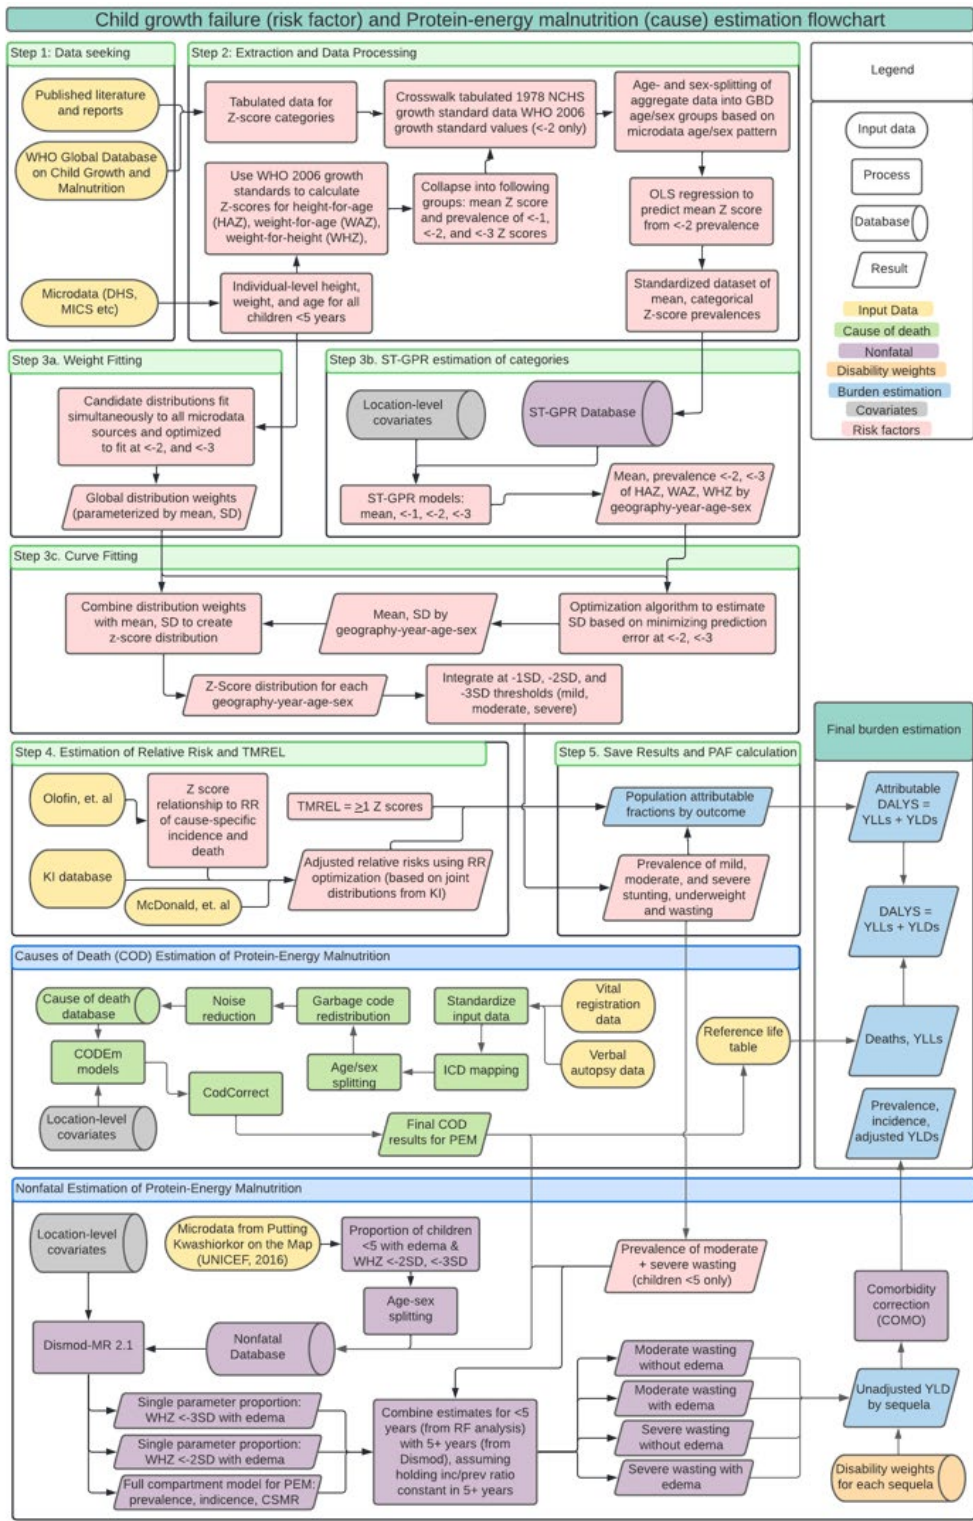 Child growth failure (risk factor) and Protein-energy malnutrition (cause) estimation flowchart
Step 1: Data seeking
Published literature
and reports
WHO Global Database
on Child Growth and
Malnutrition
Microdata (DHS,
MICS etc)
Step 2: Extraction and Data Processing
Tabulated data for
Z-score categories
Crosswalk tabulated 1978 NCHS
growth standard data WHO 2006
growth standard values (<-2 only)
Age- and sex-splitting of
aggregate data into GBD
age/sex groups based on
microdata age/sex pattern
Use WHO 2006 growth
standards to calculate
Z-scores for height-for-age
(HAZ), weight-for-age (WAZ),
weight-for-height (WHZ),
Collapse into following
groups: mean Z score
and prevalence of <-1,
<-2, and <-3 Z scores
OLS regression to
predict mean Z score
from <-2 prevalence
Individual-level height,
weight, and age for all
children <5 years
Standardized dataset of
mean, categorical
Z-score prevalences
Legend
Input data
Process
Database
Result
Input Data
Cause of death
Nonfatal
Disability weights
Burden estimation
Covariates
Risk factors
Step 3a. Weight Fitting
Candidate distributions fit
simultaneously to all microdata
sources and optimized
to fit at <-2, and <-3
Global distribution weights
(parameterized by mean, SD)
Step 3b. ST-GPR estimation of categories
Location-level
covariates
ST-GPR Database
ST-GPR models:
mean, <-1, <-2, <-3
Mean, prevalence <-2, <-3
of HAZ, WAZ, WHZ by
geography-year-age-sex
Step 3c. Curve Fitting
Combine distribution weights
with mean, SD to create
z-score distribution
Mean, SD by
geography-year-age-sex
Optimization algorithm to estimate
SD based on minimizing prediction
error at <-2, <-3
Z-Score distribution for each
geography-year-age-sex
Integrate at -1SD, -2SD, and
-3SD thresholds (mild,
moderate, severe)
Step 4. Estimation of Relative Risk and TMREL
Olofin, et. al
Z score
relationship to RR
of cause-specific
incidence and
death
TMREL = ≥1 Z scores
KI database
McDonald, et. al
Adjusted relative risks using RR
optimization (based on joint
distributions from KI)
Step 5. Save Results and PAF calculation
Population attributable
fractions by outcome
Prevalence of mild,
moderate, and severe
stunting, underweight
and wasting
Final burden estimation
Attributable
DALYS =
YLLs + YLDs
DALYS =
YLLs + YLDs
Deaths, YLLs
Prevalence,
incidence,
adjusted YLDs
Causes of Death (COD) Estimation of Protein-Energy Malnutrition
Cause of death
database
Noise
reduction
Garbage code
redistribution
Standardize
input data
Vital
registration
data
Reference life
table
CODEm
models
Age/sex
splitting
ICD mapping
Verbal
autopsy data
CodCorrect
Location-level
covariates
Final COD
results for PEM
Nonfatal Estimation of Protein-Energy Malnutrition
Location-level
covariates
Microdata from Putting
Kwashiorkor on the Map
(UNICEF, 2016)
Proportion of children
<5 with edema &
WHZ <-2SD, <-3SD
Prevalence of moderate
+ severe wasting
(children <5 only)
Age-sex
splitting
Comorbidity
correction
(COMO)
Dismod-MR 2.1
Nonfatal
Database
Moderate wasting
without edema
Moderate wasting
with edema
Severe wasting
without edema
Severe wasting with
edema
Unadjusted YLD
by sequela
Single parameter proportion:
WHZ <-3SD with edema
Single parameter proportion:
WHZ <-2SD with edema
Full compartment model for PEM:
prevalence, indicence, CSMR
Combine estimates for <5
years (from RF analysis)
with 5+ years (from
Dismod), assuming
holding inc/prev ratio
constant in 5+ years
Disability weights
for each sequela